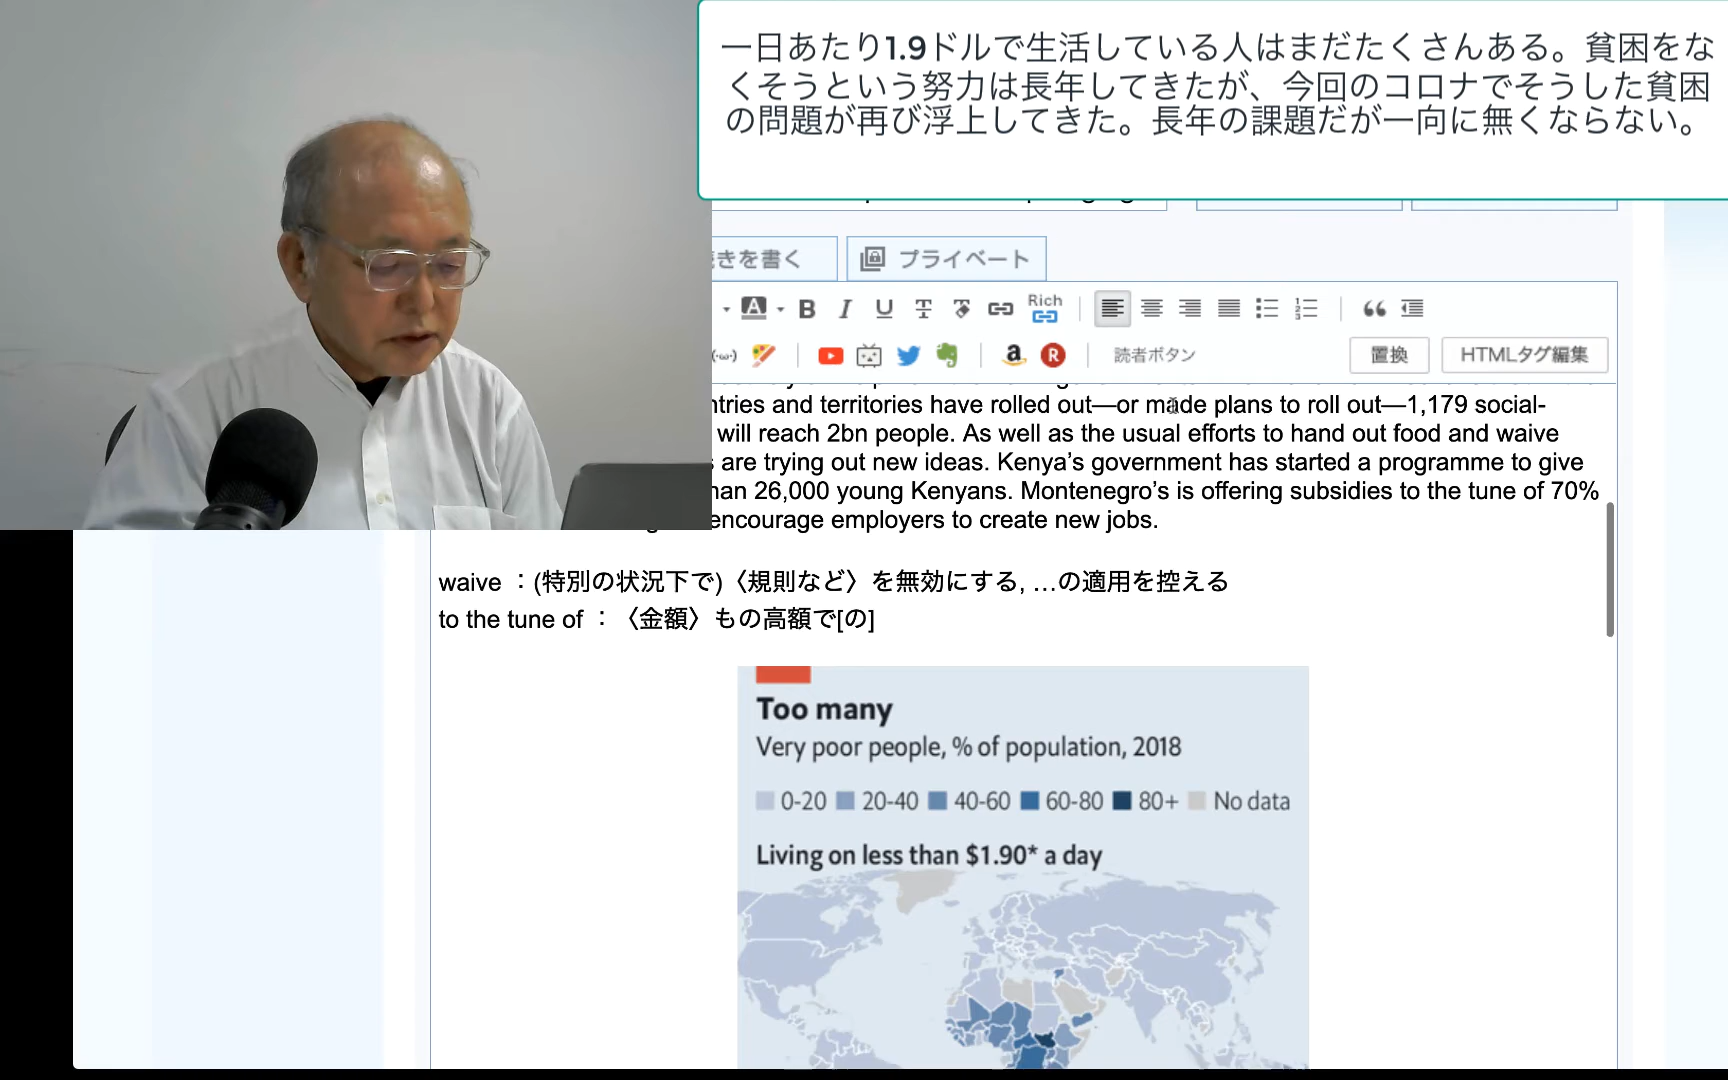 一日あたり1.9ドルで生活している人はまだたくさんある。貧困をな
くそうという努力は長年してきたが、今回のコロナでそうした貧困
の問題が再び浮上してきた。長年の課題だが一向に無くならない。
きを書く プライベート
A B I U T Rich
読者ボタン 置換 HTMLタグ編集
ntries and territories have rolled out—or made plans to roll out—1,179 social-
will reach 2bn people. As well as the usual efforts to hand out food and waive
are trying out new ideas. Kenya’s government has started a programme to give
han 26,000 young Kenyans. Montenegro’s is offering subsidies to the tune of 70%
encourage employers to create new jobs.
waive ：(特別の状況下で)〈規則など〉を無効にする, …の適用を控える
to the tune of ：〈金額〉もの高額で[の]
Too many
Very poor people, % of population, 2018
0-20 20-40 40-60 60-80 80+ No data
Living on less than $1.90* a day